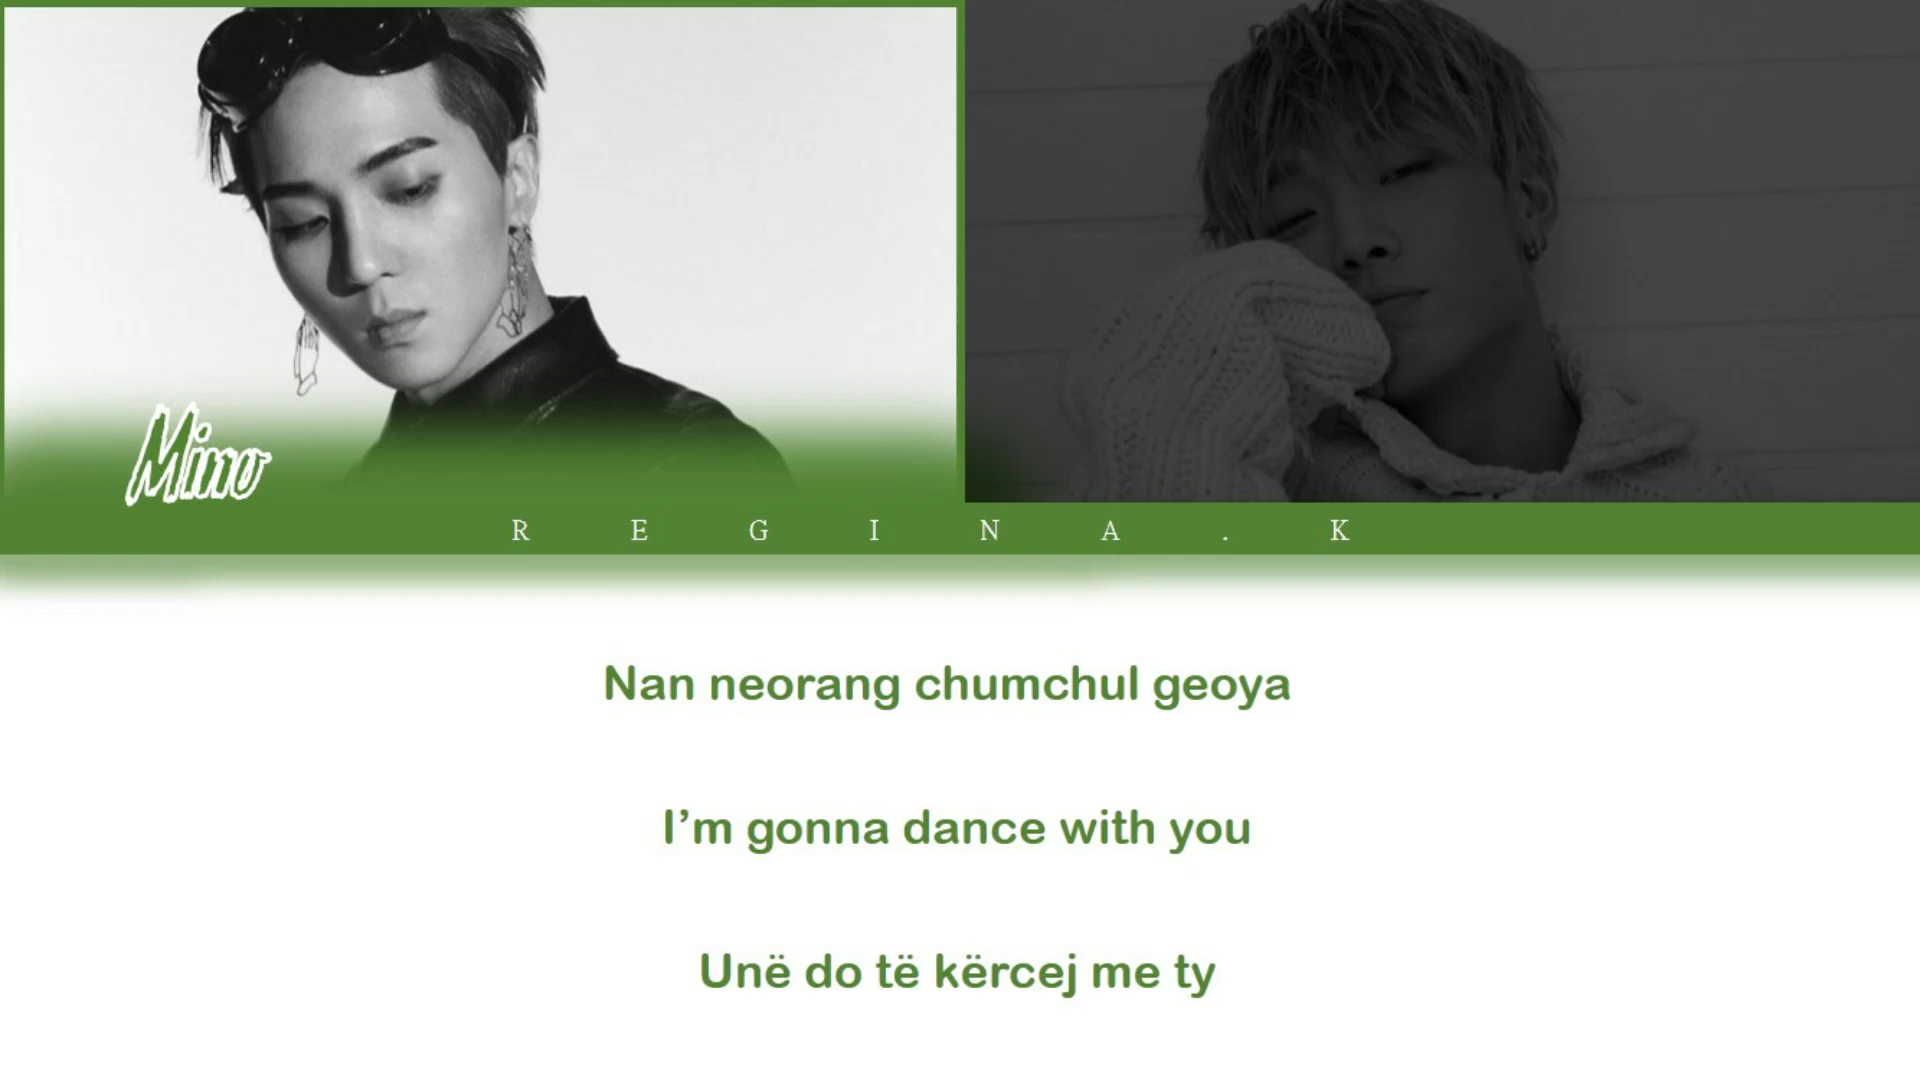 Mino
R E G I N A . K
Nan neorang chumchul geoya
I’m gonna dance with you
Unë do të kërcej me ty